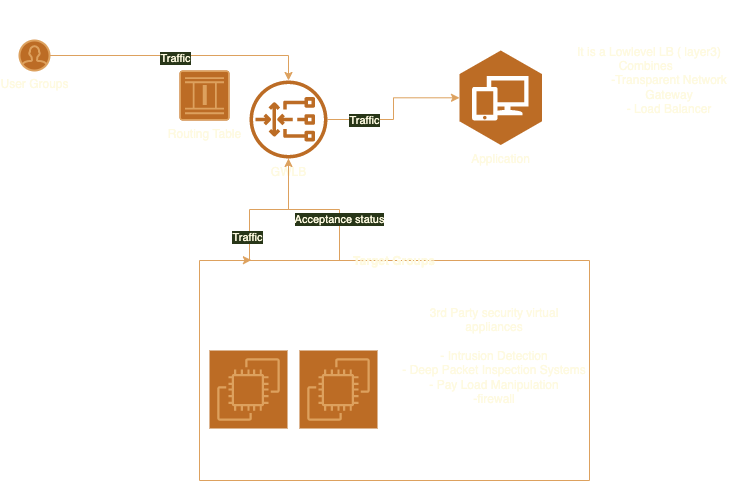 Traffic
User Groups
Routing Table
GWLB
Traffic
Application
It is a Lowlevel LB ( layer3)
Combines
- Transparent Network
Gateway
- Load Balancer
Acceptance status
Traffic
Target Groups
3rd Party security virtual
appliances
- Intrusion Detection
- Deep Packet Inspection Systems
- Pay Load Manipulation
-firewall